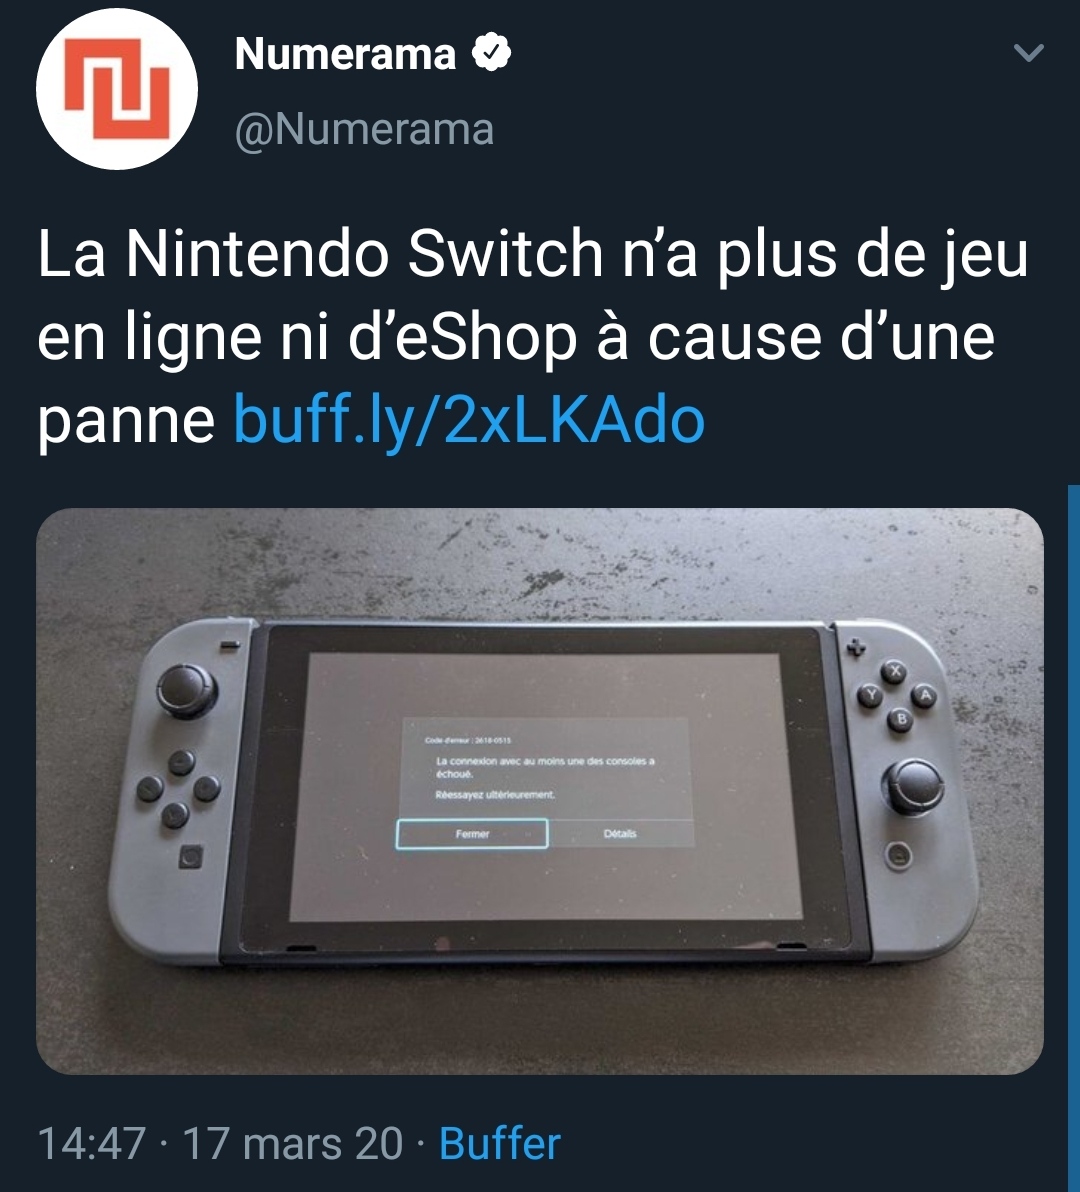 Numerama
@Numerama
La Nintendo Switch n’a plus de jeu
en ligne ni d’eShop à cause d’une
panne buff.ly/2xLKAdo
X
Y
A
B
Code d'erreur : 2618-0515
La connexion avec au moins une des consoles a
échoué.
Réessayez ultérieurement.
Fermer
Détails
14:47 · 17 mars 20 · Buffer